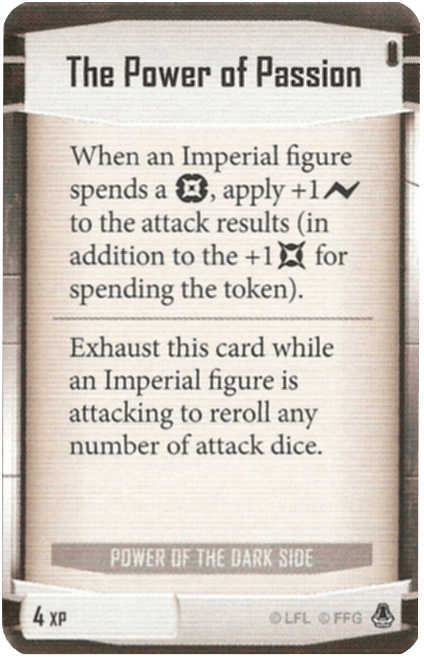 The Power of Passion
When an Imperial figure
spends a , apply +1
to the attack results (in
addition to the +1 for
spending the token).
Exhaust this card while
an Imperial figure is
attacking to reroll any
number of attack dice.
POWER OF THE DARK SIDE
4 XP
© LFL © FFG